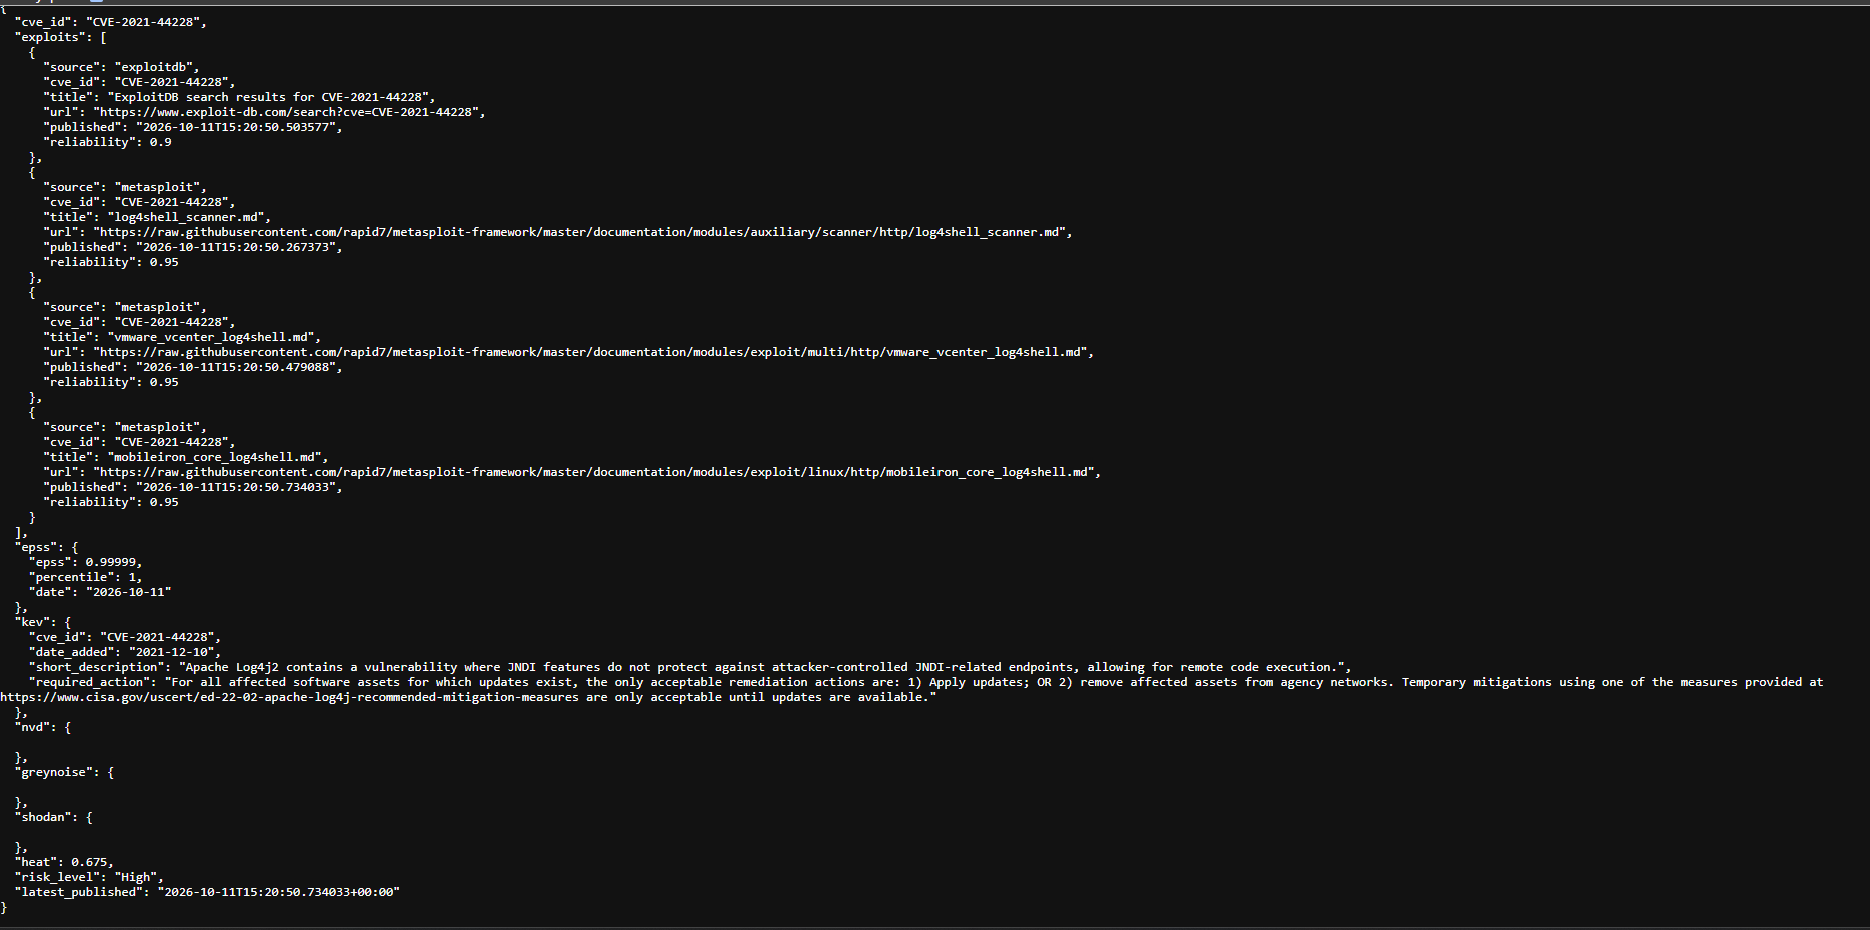 {
  "cve_id": "CVE-2021-44228",
  "exploits": [
    {
      "source": "exploitdb",
      "cve_id": "CVE-2021-44228",
      "title": "ExploitDB search results for CVE-2021-44228",
      "url": "https://www.exploit-db.com/search?cve=CVE-2021-44228",
      "published": "2026-10-11T15:20:50.503577",
      "reliability": 0.9
    },
    {
      "source": "metasploit",
      "cve_id": "CVE-2021-44228",
      "title": "log4shell_scanner.md",
      "url": "https://raw.githubusercontent.com/rapid7/metasploit-framework/master/documentation/modules/auxiliary/scanner/http/log4shell_scanner.md",
      "published": "2026-10-11T15:20:50.267373",
      "reliability": 0.95
    },
    {
      "source": "metasploit",
      "cve_id": "CVE-2021-44228",
      "title": "vmware_vcenter_log4shell.md",
      "url": "https://raw.githubusercontent.com/rapid7/metasploit-framework/master/documentation/modules/exploit/multi/http/vmware_vcenter_log4shell.md",
      "published": "2026-10-11T15:20:50.479088",
      "reliability": 0.95
    },
    {
      "source": "metasploit",
      "cve_id": "CVE-2021-44228",
      "title": "mobileiron_core_log4shell.md",
      "url": "https://raw.githubusercontent.com/rapid7/metasploit-framework/master/documentation/modules/exploit/linux/http/mobileiron_core_log4shell.md",
      "published": "2026-10-11T15:20:50.734033",
      "reliability": 0.95
    }
  ],
  "epss": {
    "epss": 0.99999,
    "percentile": 1,
    "date": "2026-10-11"
  },
  "kev": {
    "cve_id": "CVE-2021-44228",
    "date_added": "2021-12-10",
    "short_description": "Apache Log4j2 contains a vulnerability where JNDI features do not protect against attacker-controlled JNDI-related endpoints, allowing for remote code execution.",
    "required_action": "For all affected software assets for which updates exist, the only acceptable remediation actions are: 1) Apply updates; OR 2) remove affected assets from agency networks. Temporary mitigations using one of the measures provided at
https://www.cisa.gov/uscert/ed-22-02-apache-log4j-recommended-mitigation-measures are only acceptable until updates are available."
  },
  "nvd": {

  },
  "greynoise": {

  },
  "shodan": {

  },
  "heat": 0.675,
  "risk_level": "High",
  "latest_published": "2026-10-11T15:20:50.734033+00:00"
}